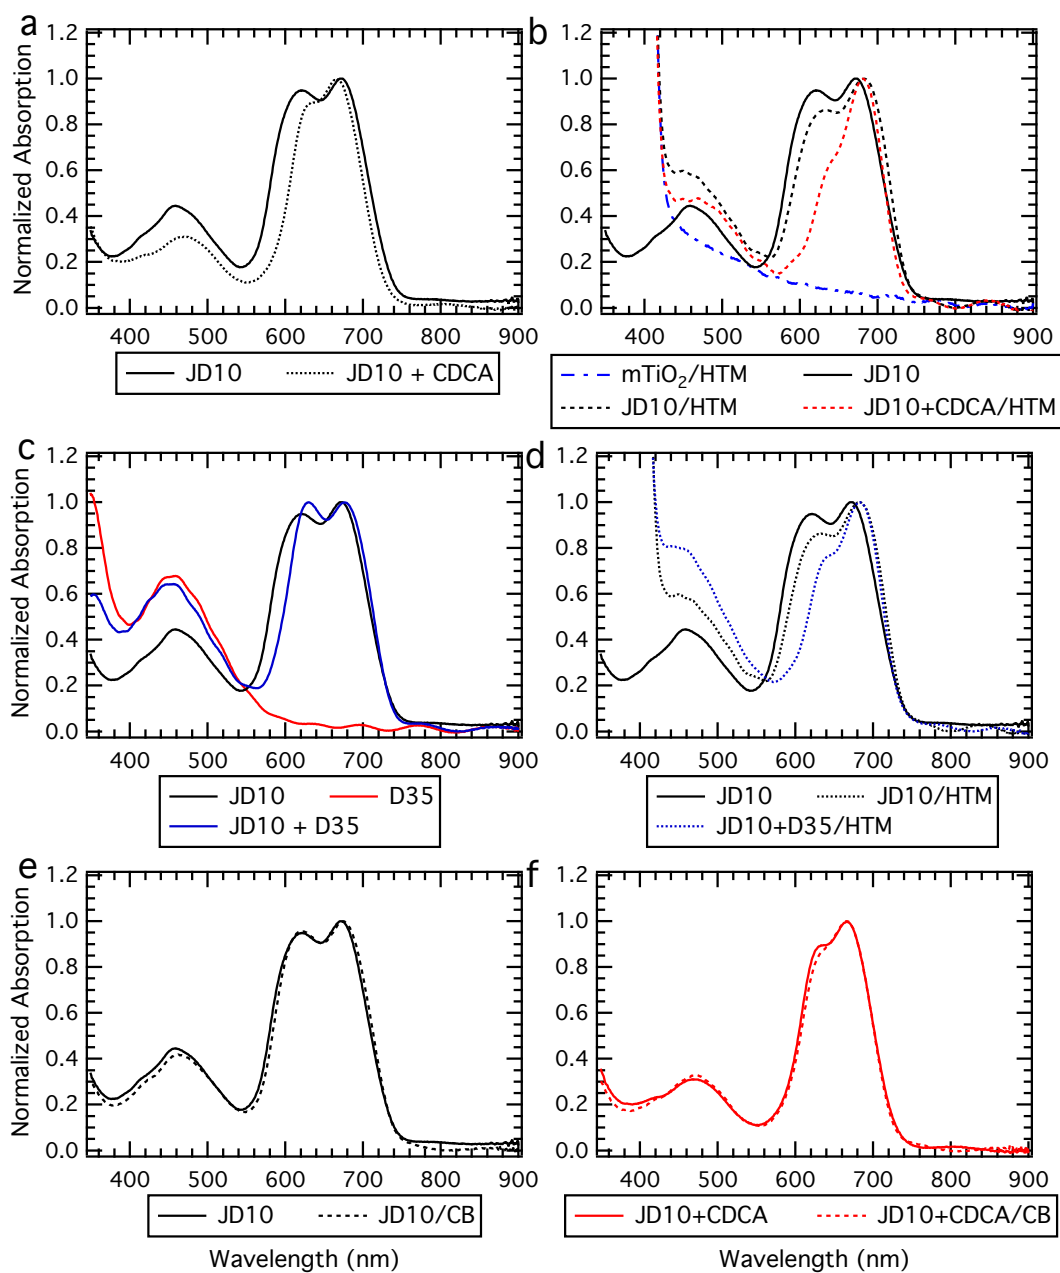 a
b
Normalized Absorption
1.2
1.0
0.8
0.6
0.4
0.2
0.0
400 500 600 700 800 900
JD10 JD10 + CDCA
1.2
1.0
0.8
0.6
0.4
0.2
0.0
400 500 600 700 800 900
mTiO₂/HTM JD10
JD10/HTM JD10+CDCA/HTM
c
d
Normalized Absorption
1.2
1.0
0.8
0.6
0.4
0.2
0.0
400 500 600 700 800 900
JD10 D35
JD10 + D35
1.2
1.0
0.8
0.6
0.4
0.2
0.0
400 500 600 700 800 900
JD10 JD10/HTM
JD10+D35/HTM
e
f
Normalized Absorption
1.2
1.0
0.8
0.6
0.4
0.2
0.0
400 500 600 700 800 900
JD10 JD10/CB
Wavelength (nm)
1.2
1.0
0.8
0.6
0.4
0.2
0.0
400 500 600 700 800 900
JD10+CDCA JD10+CDCA/CB
Wavelength (nm)